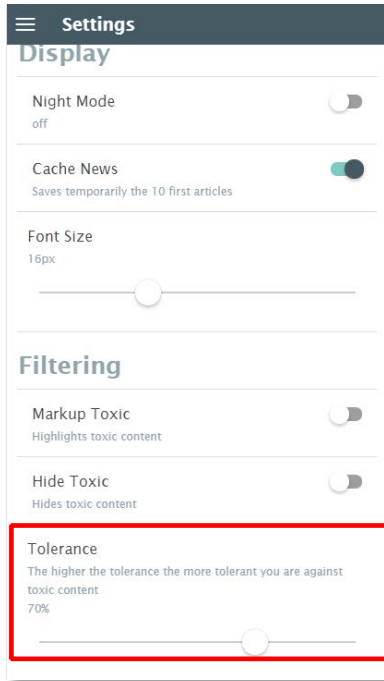 Settings
Display
Night Mode
off
Cache News
Saves temporarily the 10 first articles
Font Size
16px
Filtering
Markup Toxic
Highlights toxic content
Hide Toxic
Hides toxic content
Tolerance
The higher the tolerance the more tolerant you are against
toxic content
70%